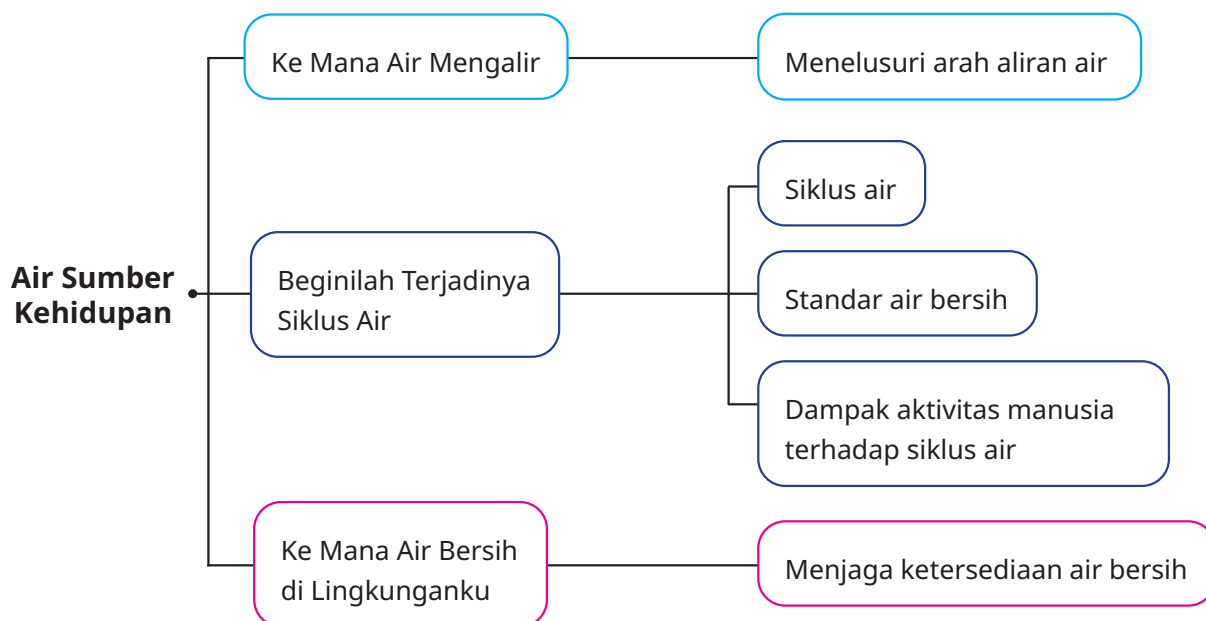 Air Sumber
Kehidupan
Ke Mana Air Mengalir
Menelusuri arah aliran air
Beginilah Terjadinya
Siklus Air
Siklus air
Standar air bersih
Dampak aktivitas manusia
terhadap siklus air
Ke Mana Air Bersih
di Lingkunganku
Menjaga ketersediaan air bersih